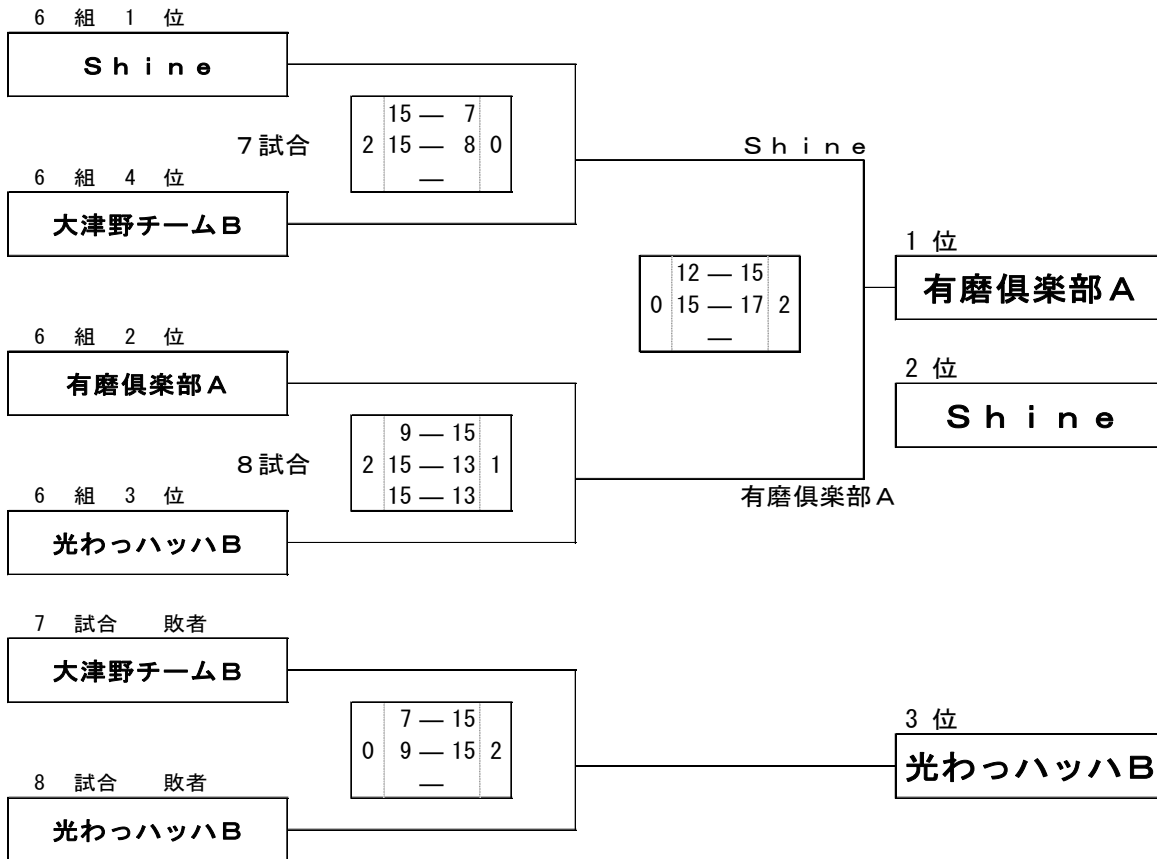 6 組 1 位
Shine
15 — 7
7試合 2 15 — 8 0
—
Shine
6 組 4 位
大津野チームB
1 位
有磨倶楽部A
12 — 15
0 15 — 17 2
—
6 組 2 位
有磨倶楽部A
2 位
Shine
9 — 15
8試合 2 15 — 13 1
15 — 13
有磨倶楽部A
6 組 3 位
光わっハッハB
7 試合 敗者
大津野チームB
7 — 15
0 9 — 15 2
—
3 位
光わっハッハB
8 試合 敗者
光わっハッハB